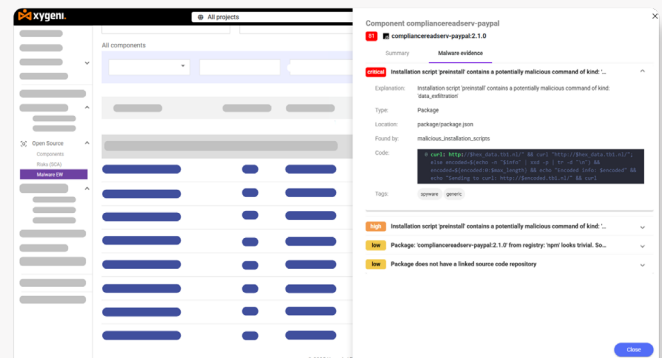 xygeni.
All projects
All components
Open Source
Components
Risks (SCA)
Malware EW
Component compliancereadserv-paypal
81 compliancereadserv-paypal:2.1.0
Summary
Malware evidence
critical Installation script 'preinstall' contains a potentially malicious command of kind: '...
Explanation: Installation script 'preinstall' contains a potentially malicious command of kind:
'data_exfiltration'
Type: Package
Location: package/package.json
Found by: malicious_installation_scripts
Code:
Tags: spyware generic
high Installation script 'preinstall' contains a potentially malicious command of kind: '...
low Package: 'compliancereadserv-paypal:2.1.0' from registry: 'npm' looks trivial. So...
low Package does not have a linked source code repository
Close